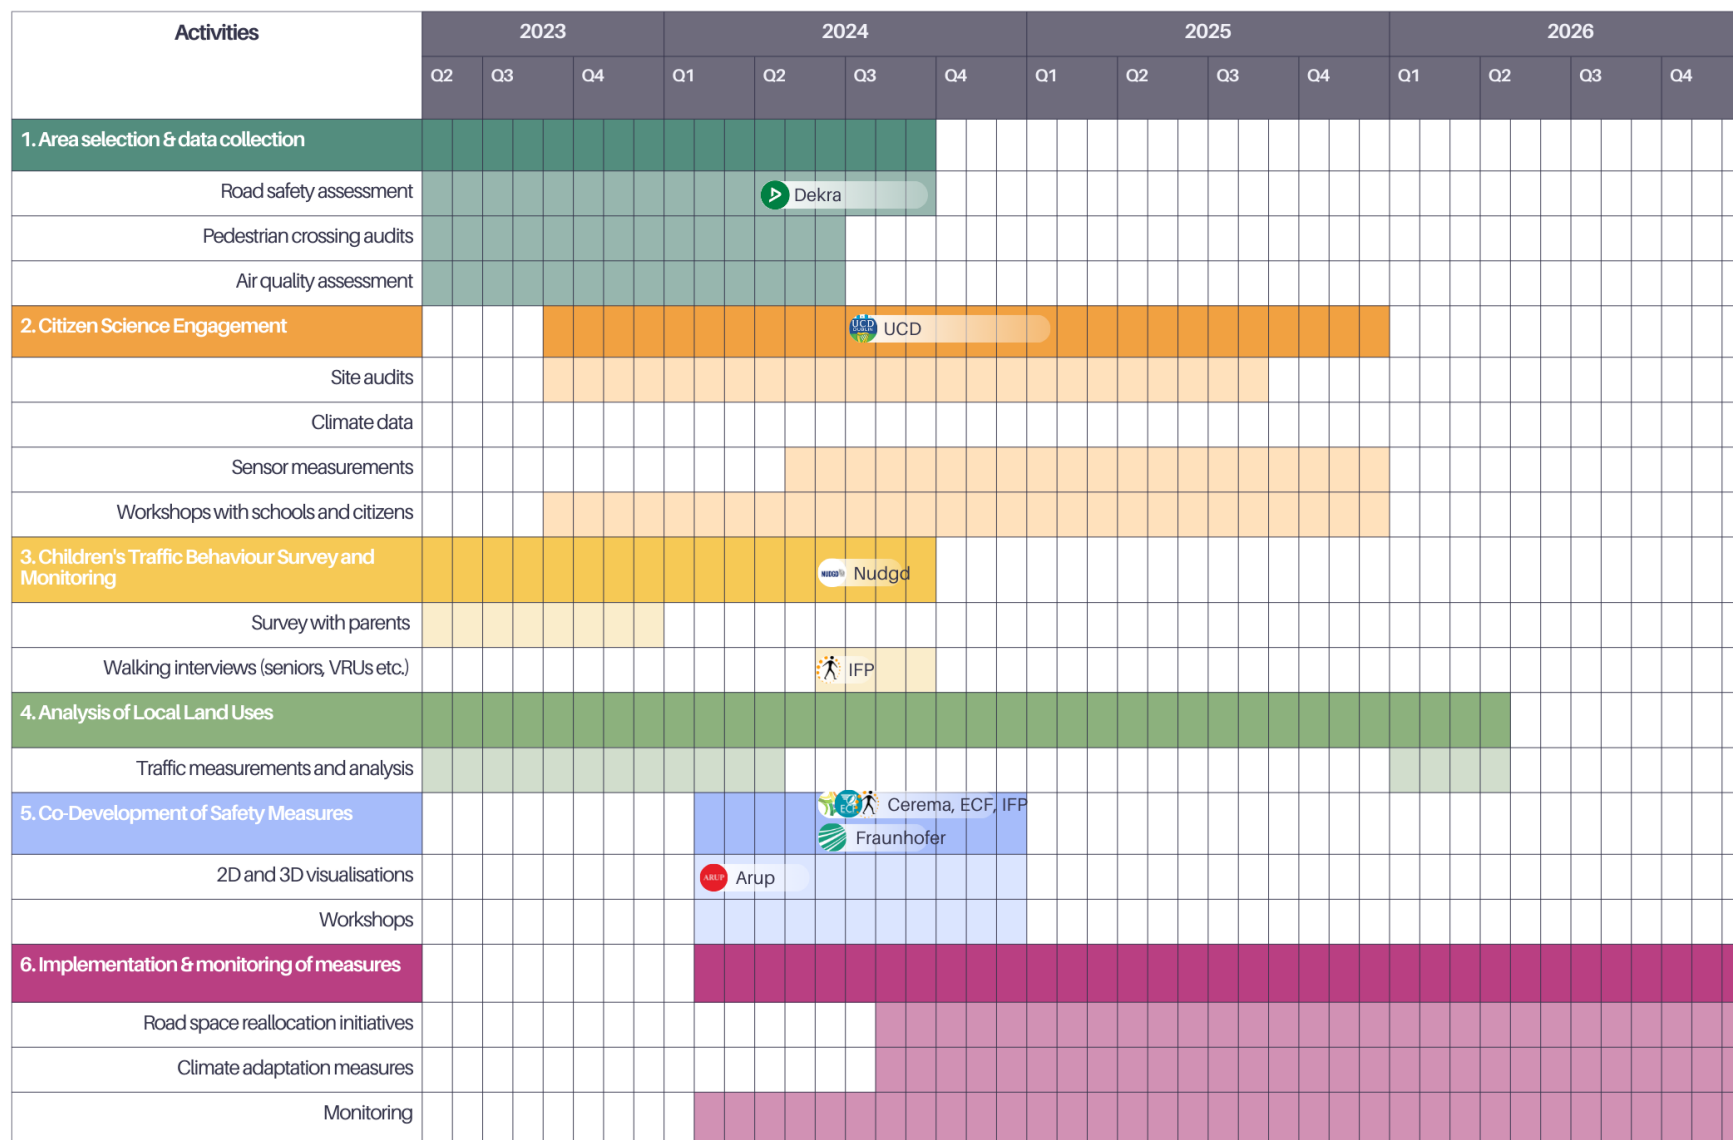 Activities
2023
2024
2025
2026
Q2
Q3
Q4
Q1
Q2
Q3
Q4
Q1
Q2
Q3
Q4
Q1
Q2
Q3
Q4
1. Area selection & data collection
Road safety assessment
Dekra
Pedestrian crossing audits
Air quality assessment
2. Citizen Science Engagement
UCD
DUBLIN
UCD
Site audits
Climate data
Sensor measurements
Workshops with schools and citizens
3. Children's Traffic Behaviour Survey and
Monitoring
NUDGD
Nudgd
Survey with parents
Walking interviews (seniors, VRUs etc.)
IFP
4. Analysis of Local Land Uses
Traffic measurements and analysis
5. Co-Development of Safety Measures
ECF
Cerema, ECF, IFP
Fraunhofer
2D and 3D visualisations
ARUP
Arup
Workshops
6. Implementation & monitoring of measures
Road space reallocation initiatives
Climate adaptation measures
Monitoring